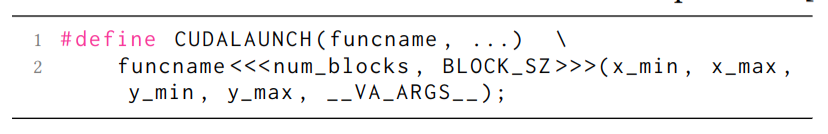 1 #define CUDALAUNCH(funcname, ...) \
2 funcname<<<num_blocks, BLOCK_SZ>>>(x_min, x_max,
y_min, y_max, __VA_ARGS__);